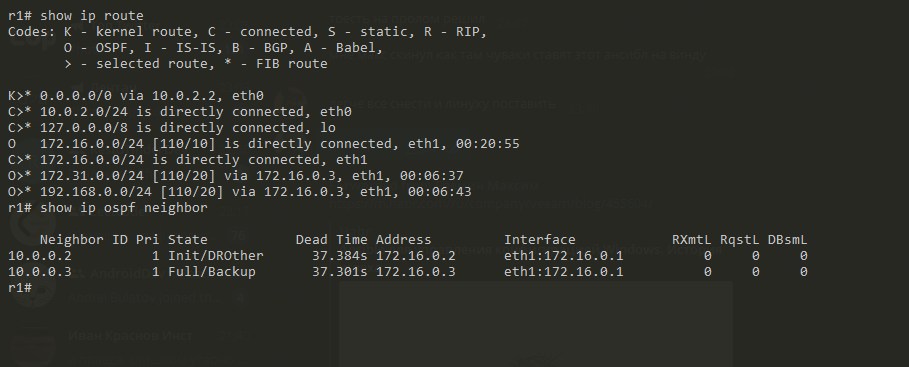 r1# show ip route
Codes: K - kernel route, C - connected, S - static, R - RIP,
       O - OSPF, I - IS-IS, B - BGP, A - Babel,
       > - selected route, * - FIB route

K>* 0.0.0.0/0 via 10.0.2.2, eth0
C>* 10.0.2.0/24 is directly connected, eth0
C>* 127.0.0.0/8 is directly connected, lo
O   172.16.0.0/24 [110/10] is directly connected, eth1, 00:20:55
C>* 172.16.0.0/24 is directly connected, eth1
O>* 172.31.0.0/24 [110/20] via 172.16.0.3, eth1, 00:06:37
O>* 192.168.0.0/24 [110/20] via 172.16.0.3, eth1, 00:06:43
r1# show ip ospf neighbor

    Neighbor ID Pri State           Dead Time Address         Interface            RXmtL RqstL DBsmL
10.0.0.2          1 Init/DROther      37.384s 172.16.0.2      eth1:172.16.0.1          0     0     0
10.0.0.3          1 Full/Backup       37.301s 172.16.0.3      eth1:172.16.0.1          0     0     0
r1#